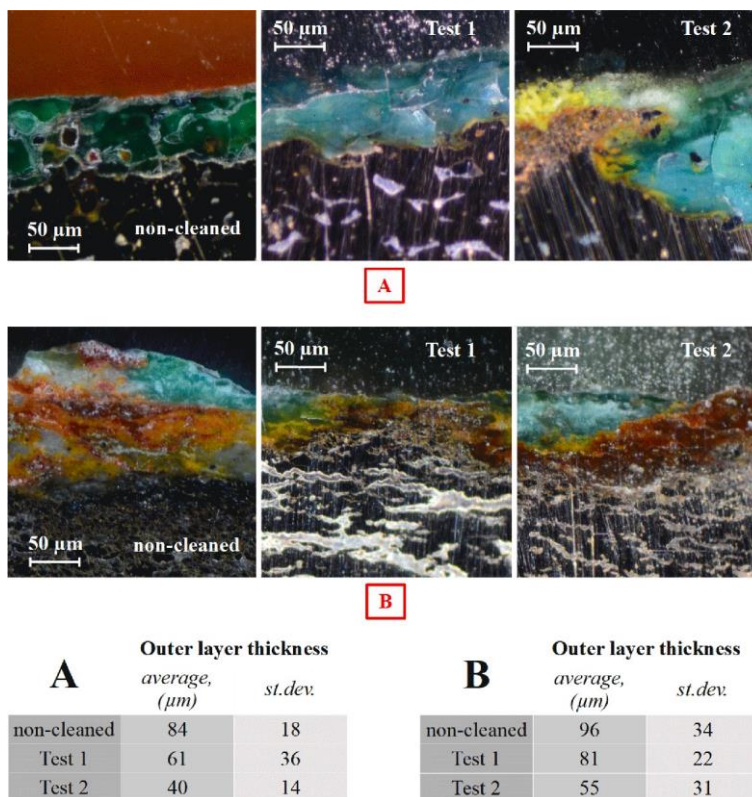 50 µm
Test 1
50 µm
Test 2
50 µm
50 µm
non-cleaned
A
50 µm
Test 1
50 µm
Test 2
50 µm
non-cleaned
B
A
Outer layer thickness
average, (µm)
st.dev.
non-cleaned 84 18
Test 1 61 36
Test 2 40 14
B
Outer layer thickness
average, (µm)
st.dev.
non-cleaned 96 34
Test 1 81 22
Test 2 55 31